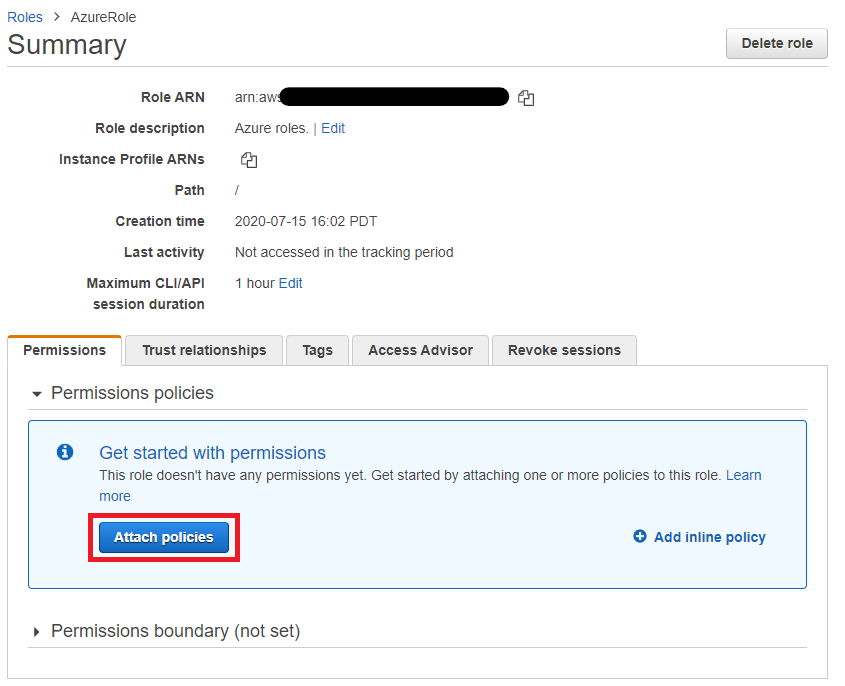 Roles > AzureRole
Summary
Delete role
Role ARN arn:aws
Role description Azure roles. | Edit
Instance Profile ARNs
Path /
Creation time 2020-07-15 16:02 PDT
Last activity Not accessed in the tracking period
Maximum CLI/API 1 hour Edit
session duration
Permissions Trust relationships Tags Access Advisor Revoke sessions
Permissions policies
Get started with permissions
This role doesn't have any permissions yet. Get started by attaching one or more policies to this role. Learn
more
Attach policies Add inline policy
Permissions boundary (not set)